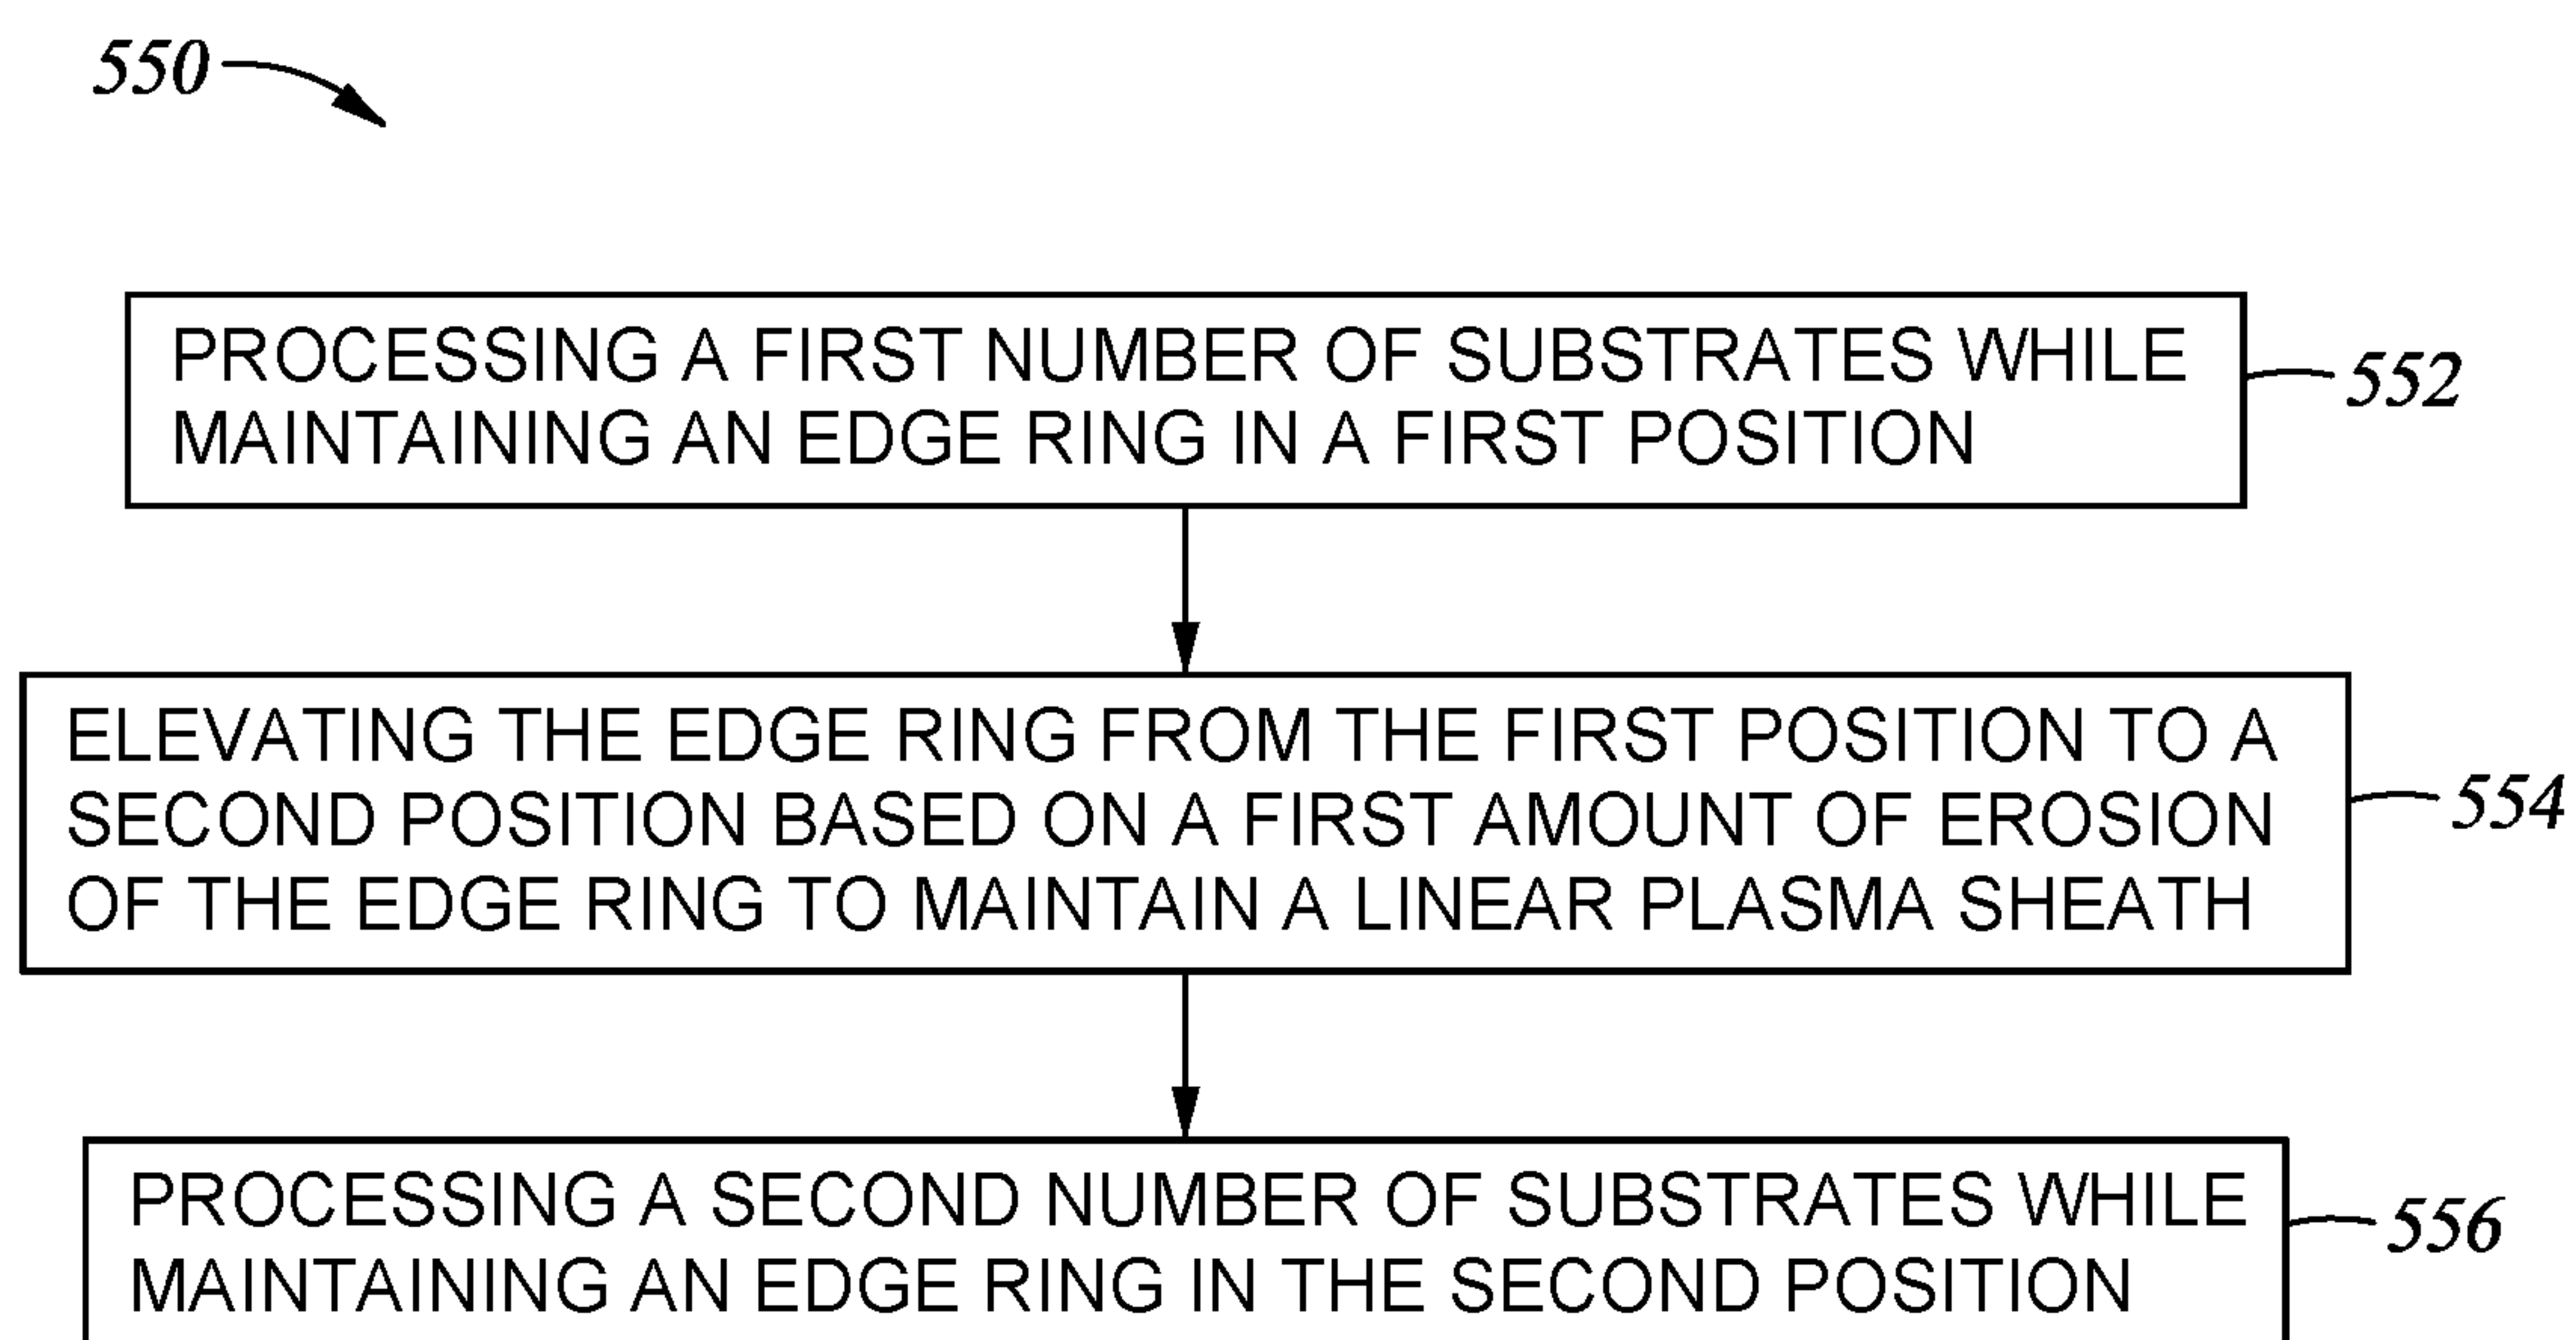 550
PROCESSING A FIRST NUMBER OF SUBSTRATES WHILE
MAINTAINING AN EDGE RING IN A FIRST POSITION
552
ELEVATING THE EDGE RING FROM THE FIRST POSITION TO A
SECOND POSITION BASED ON A FIRST AMOUNT OF EROSION
OF THE EDGE RING TO MAINTAIN A LINEAR PLASMA SHEATH
554
PROCESSING A SECOND NUMBER OF SUBSTRATES WHILE
MAINTAINING AN EDGE RING IN THE SECOND POSITION
556